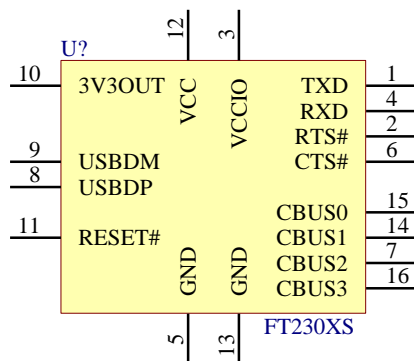 12
3
U?
10
3V3OUT
VCC
VCCIO
TXD
1
RXD
4
RTS#
2
9
USBDM
CTS#
6
8
USBDP
CBUS0
15
11
RESET#
CBUS1
14
GND
GND
CBUS2
7
CBUS3
16
5
13
FT230XS